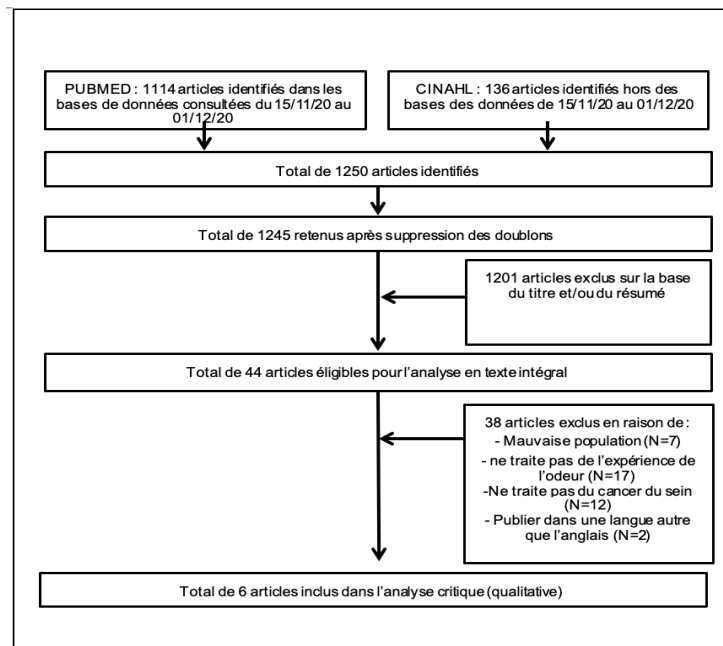 PUBMED : 1114 articles identifiés dans les
bases de données consultées du 15/11/20 au
01/12/20
CINAHL : 136 articles identifiés hors des
bases des données de 15/11/20 au 01/12/20
Total de 1250 articles identifiés
Total de 1245 retenus après suppression des doublons
1201 articles exclus sur la base
du titre et/ou du résumé
Total de 44 articles éligibles pour l'analyse en texte intégral
38 articles exclus en raison de :
- Mauvaise population (N=7)
- ne traite pas de l'expérience de
l'odeur (N=17)
-Ne traite pas du cancer du sein
(N=12)
- Publier dans une langue autre
que l'anglais (N=2)
Total de 6 articles inclus dans l'analyse critique (qualitative)